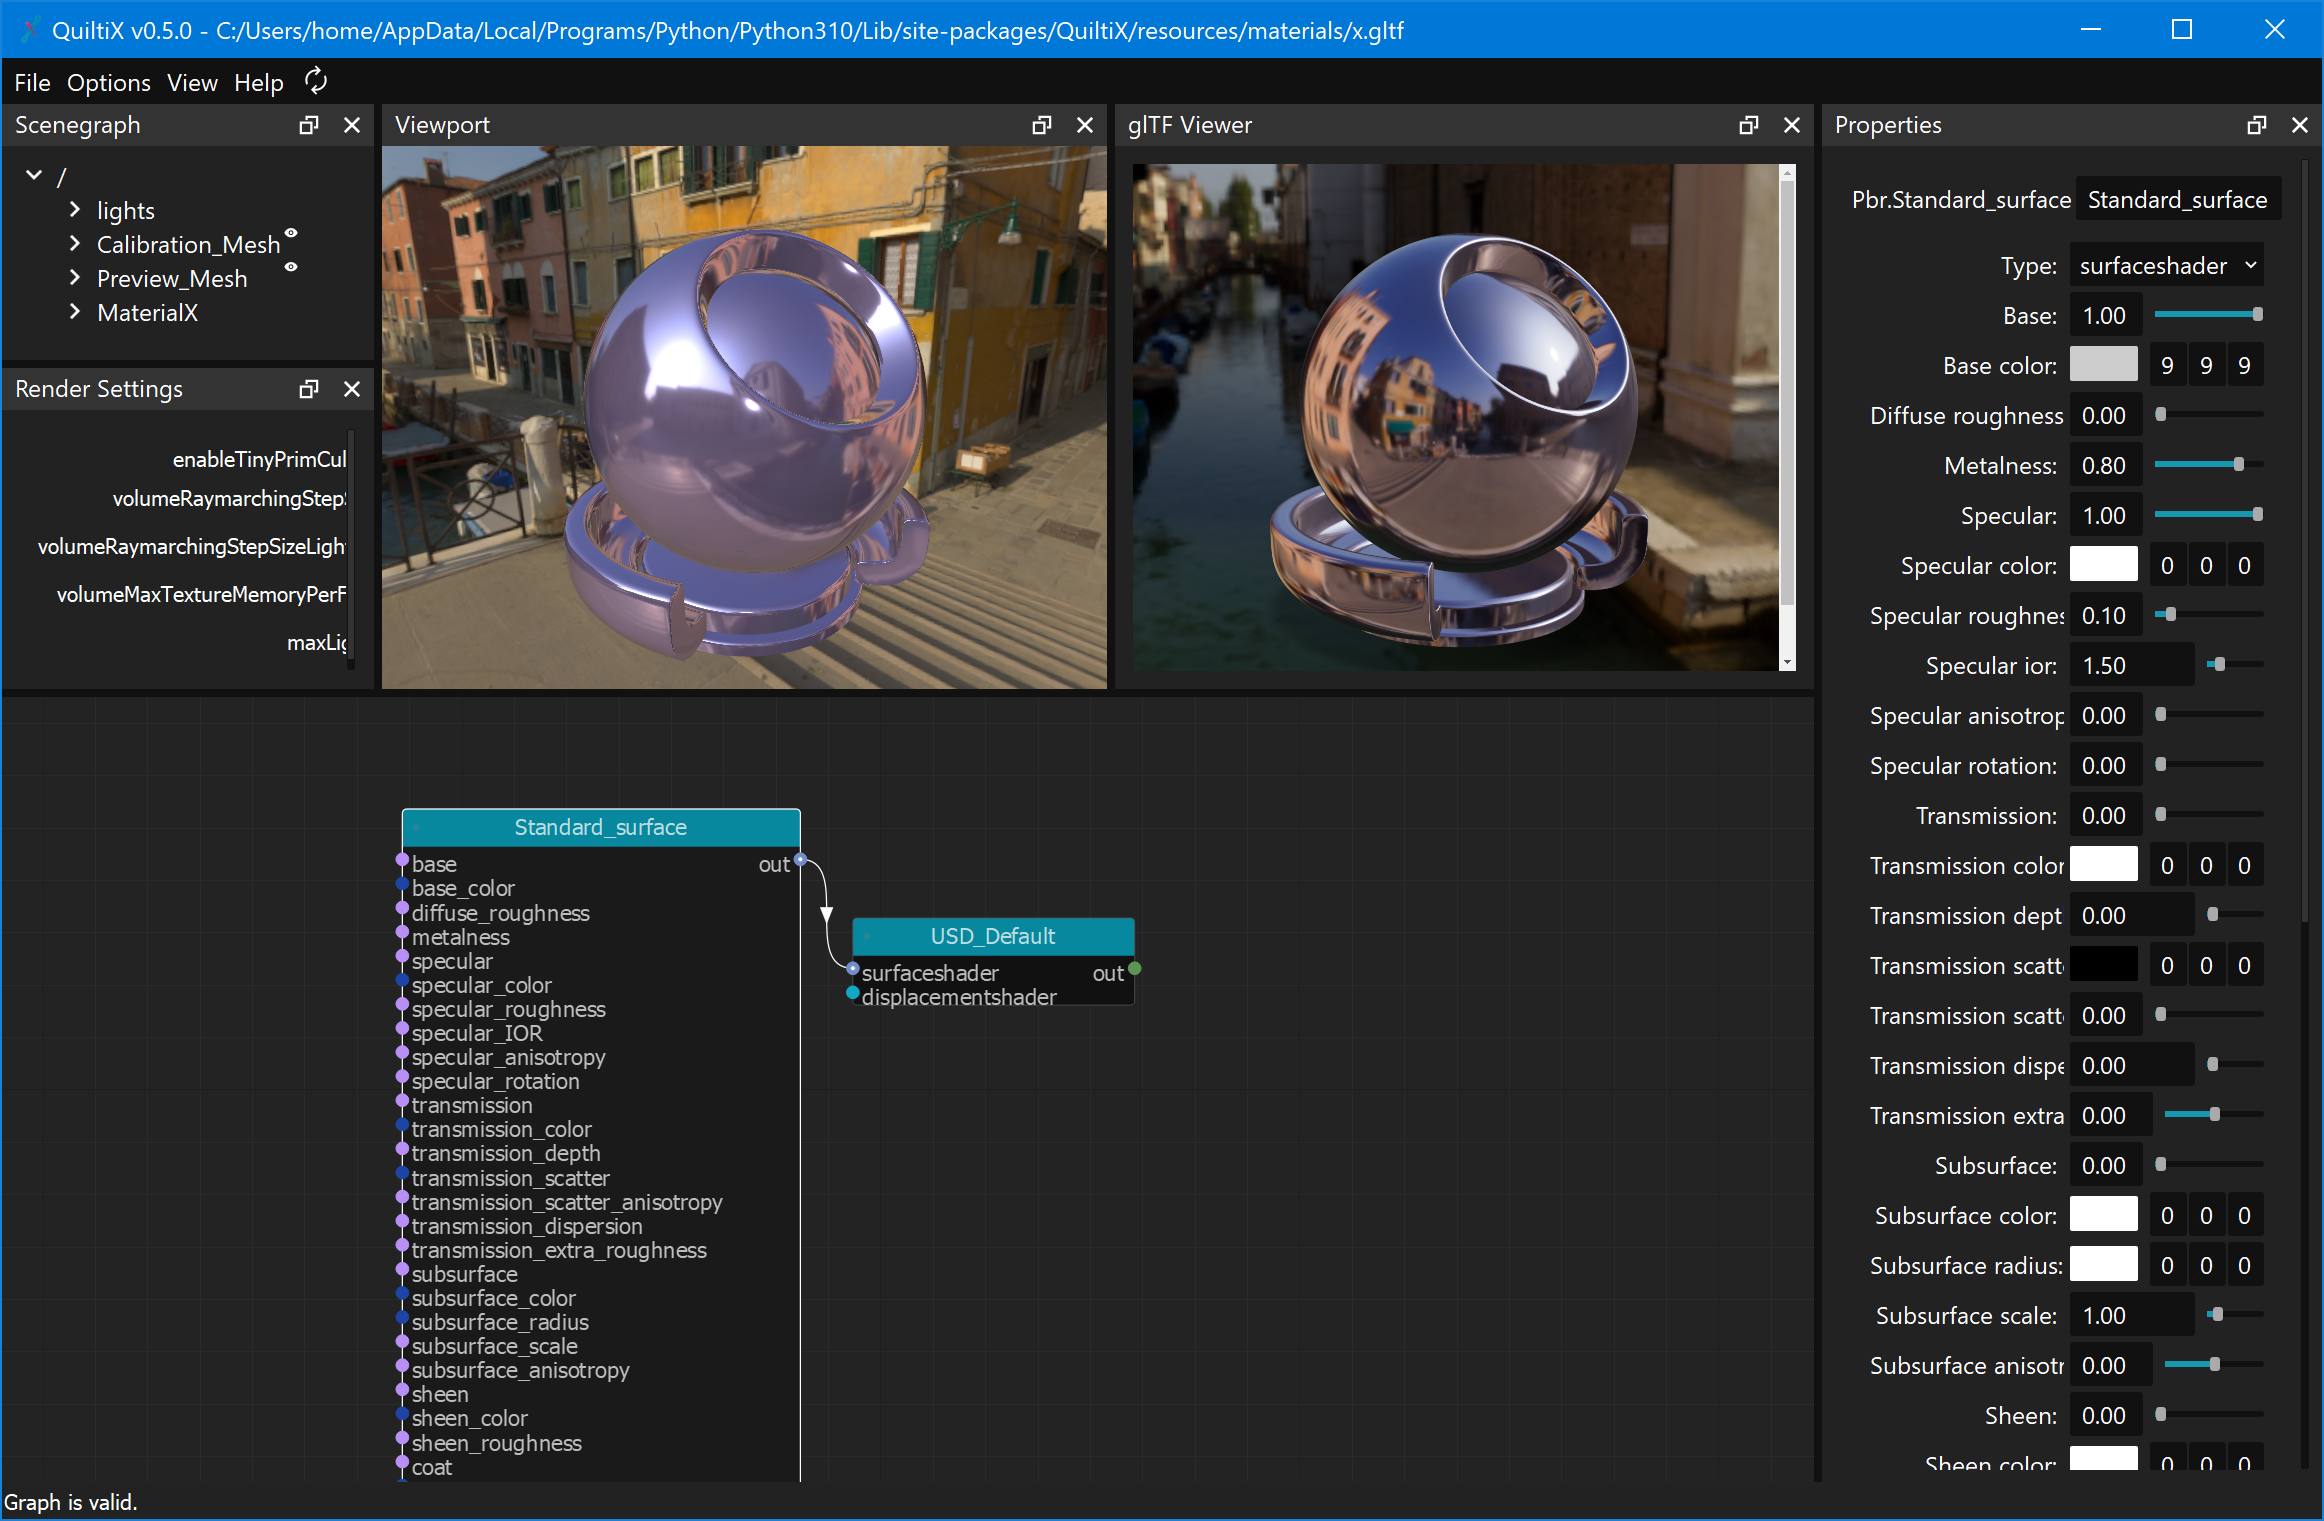 QuiltiX v0.5.0 - C:/Users/home/AppData/Local/Programs/Python/Python310/Lib/site-packages/QuiltiX/resources/materials/x.gltf
File Options View Help
Scenegraph
/
lights
Calibration_Mesh
Preview_Mesh
MaterialX
Render Settings
enableTinyPrimCul
volumeRaymarchingStepS
volumeRaymarchingStepSizeLigh
volumeMaxTextureMemoryPerF
maxLig
Viewport
glTF Viewer
Standard_surface
base out
base_color
diffuse_roughness
metalness
specular
specular_color
specular_roughness
specular_IOR
specular_anisotropy
specular_rotation
transmission
transmission_color
transmission_depth
transmission_scatter
transmission_scatter_anisotropy
transmission_dispersion
transmission_extra_roughness
subsurface
subsurface_color
subsurface_radius
subsurface_scale
subsurface_anisotropy
sheen
sheen_color
sheen_roughness
coat
USD_Default
surfaceshader out
displacementshader
Properties
Pbr.Standard_surface Standard_surface
Type: surfaceshader
Base: 1.00
Base color: 9 9 9
Diffuse roughness 0.00
Metalness: 0.80
Specular: 1.00
Specular color: 0 0 0
Specular roughnes 0.10
Specular ior: 1.50
Specular anisotrop 0.00
Specular rotation: 0.00
Transmission: 0.00
Transmission color 0 0 0
Transmission dept 0.00
Transmission scatt 0 0 0
Transmission scatt 0.00
Transmission dispe 0.00
Transmission extra 0.00
Subsurface: 0.00
Subsurface color: 0 0 0
Subsurface radius: 0 0 0
Subsurface scale: 1.00
Subsurface anisotr 0.00
Sheen: 0.00
Sheen color: 0 0 0
Graph is valid.